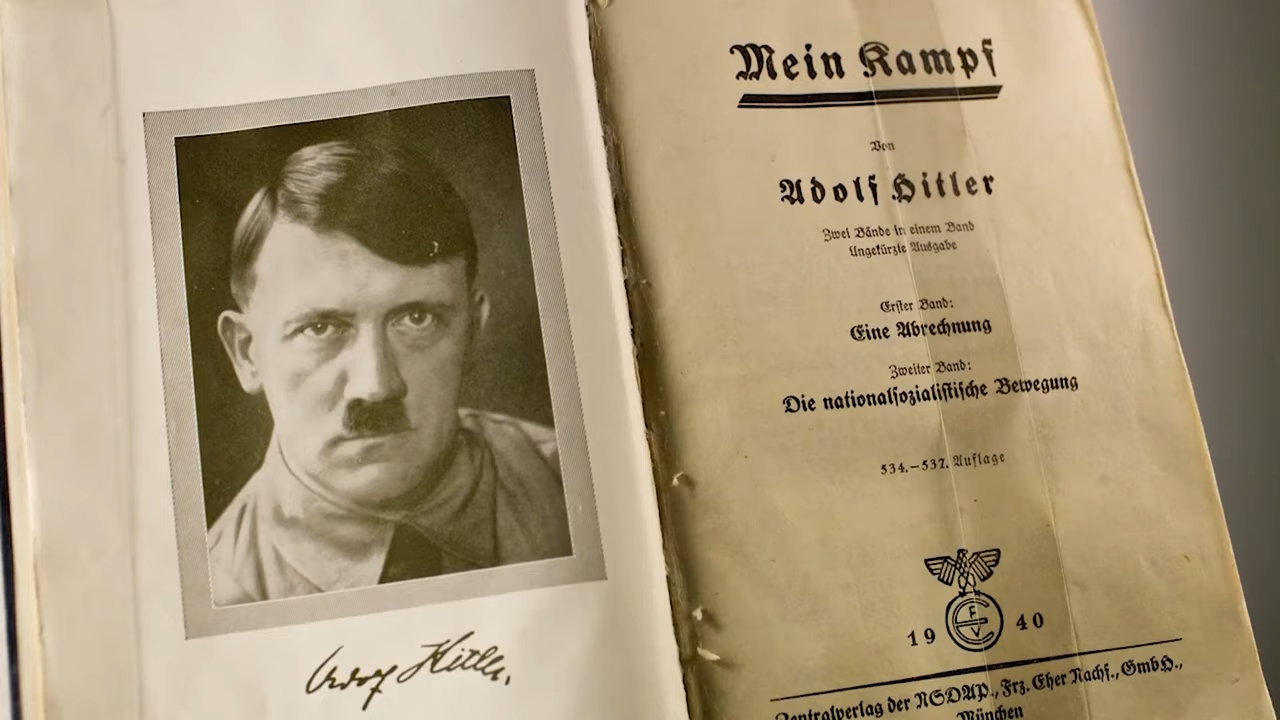 Adolf Hitler.
Mein Kampf
Von
Adolf Hitler
Zwei Bände in einem Band
Ungekürzte Ausgabe
Erster Band:
Eine Abrechnung
Zweiter Band:
Die nationalsozialistische Bewegung
534.–537. Auflage
F
E
V
19 40
Zentralverlag der NSDAP., Frz. Eher Nachf., GmbH.,
München